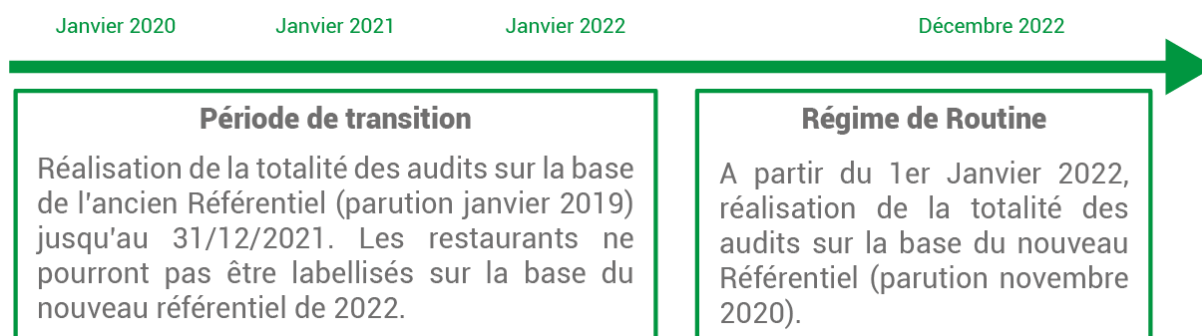 Janvier 2020 Janvier 2021 Janvier 2022 Décembre 2022
Période de transition
Réalisation de la totalité des audits sur la base
de l'ancien Référentiel (parution janvier 2019)
jusqu'au 31/12/2021. Les restaurants ne
pourront pas être labellisés sur la base du
nouveau référentiel de 2022.
Régime de Routine
A partir du 1er Janvier 2022,
réalisation de la totalité des
audits sur la base du nouveau
Référentiel (parution novembre
2020).